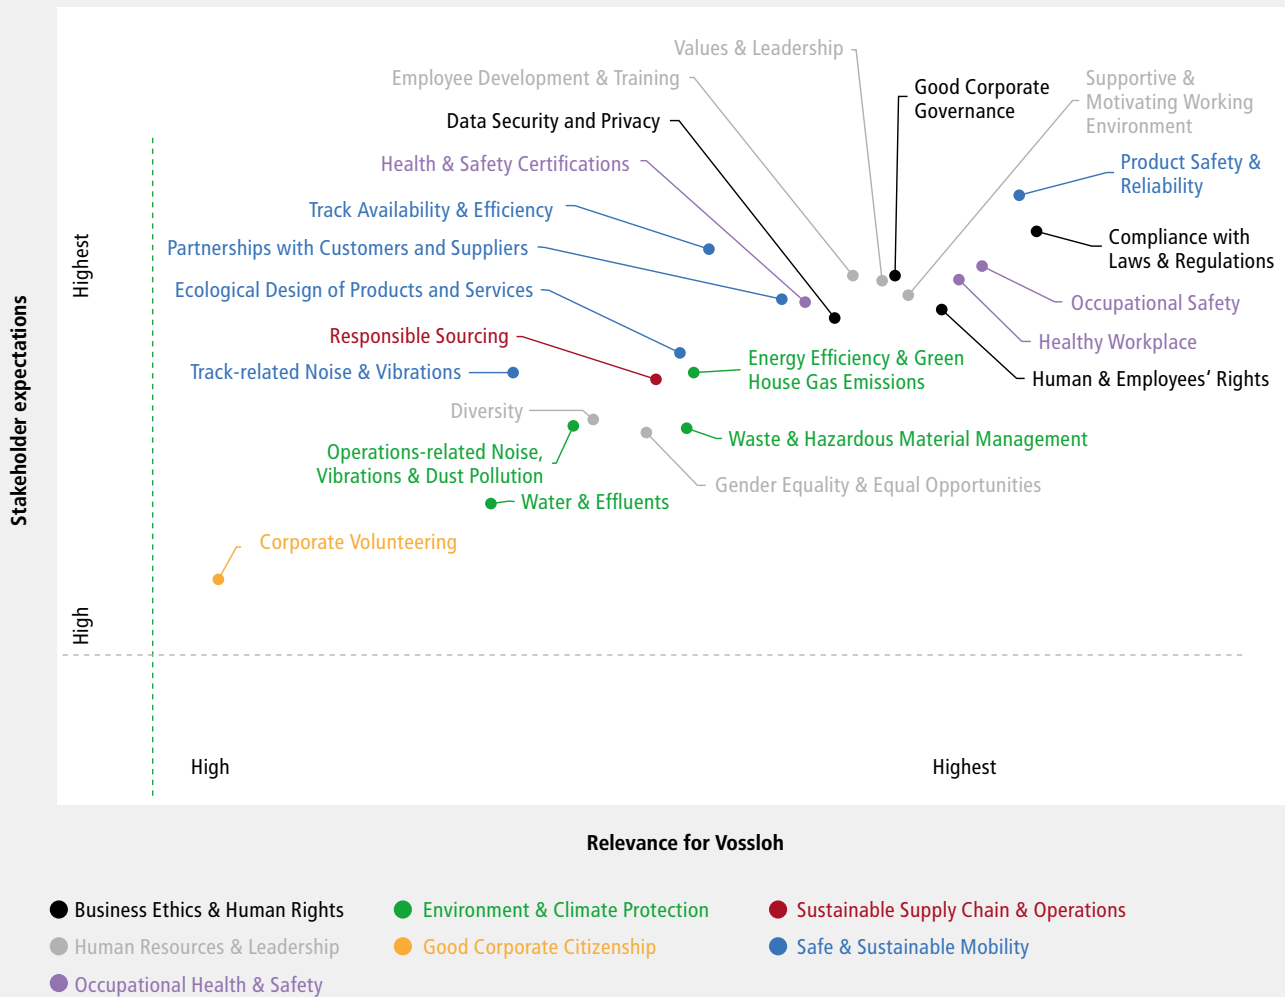 Values & Leadership
Employee Development & Training
Good Corporate
Governance
Supportive &
Motivating Working
Environment
Data Security and Privacy
Health & Safety Certifications
Product Safety &
Reliability
Track Availability & Efficiency
Partnerships with Customers and Suppliers
Compliance with
Laws & Regulations
Ecological Design of Products and Services
Occupational Safety
Responsible Sourcing
Healthy Workplace
Track-related Noise & Vibrations
Energy Efficiency & Green
House Gas Emissions
Human & Employees‘ Rights
Diversity
Waste & Hazardous Material Management
Operations-related Noise,
Vibrations & Dust Pollution
Gender Equality & Equal Opportunities
Water & Effluents
Corporate Volunteering
Stakeholder expectations
Highest
High
High
Highest
Relevance for Vossloh
Business Ethics & Human Rights
Environment & Climate Protection
Sustainable Supply Chain & Operations
Human Resources & Leadership
Good Corporate Citizenship
Safe & Sustainable Mobility
Occupational Health & Safety